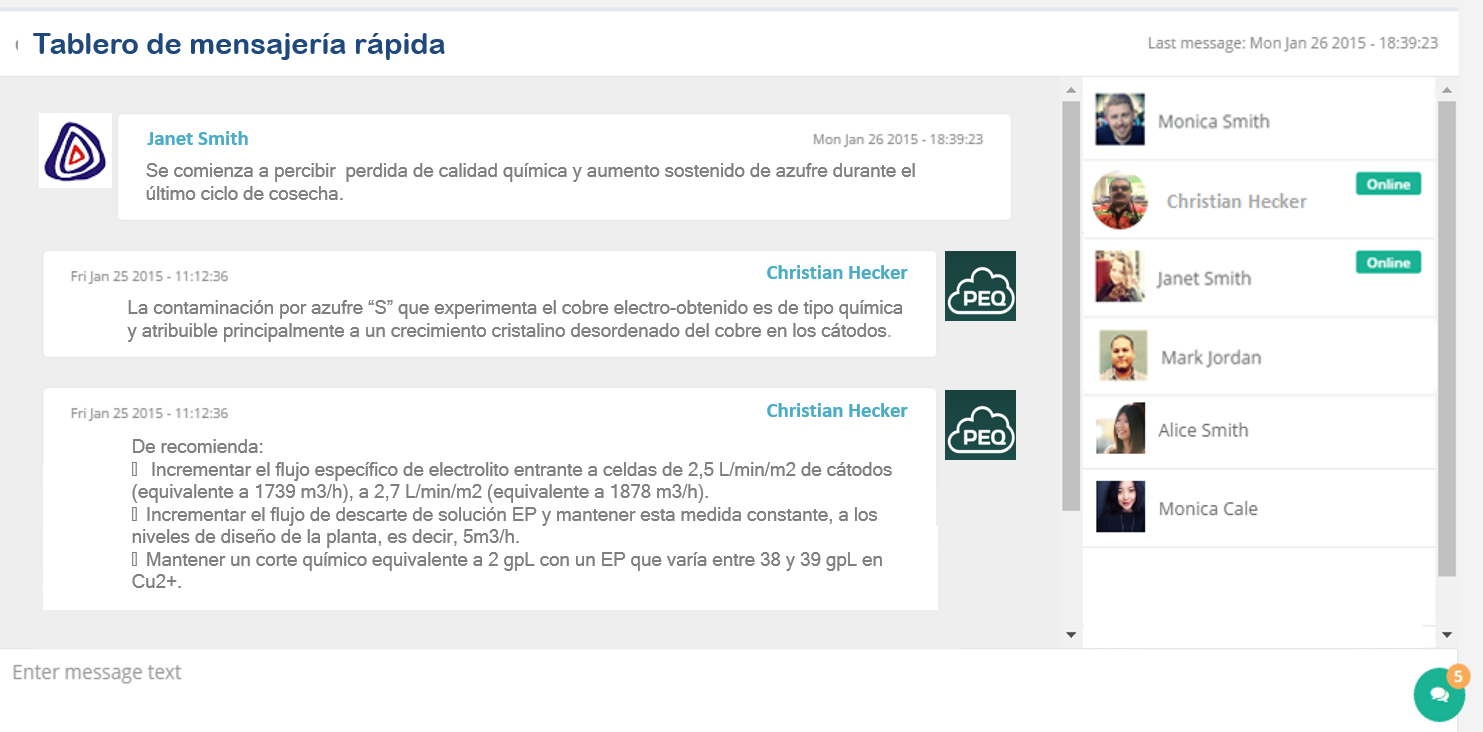 Tablero de mensajería rápida
Last message: Mon Jan 26 2015 - 18:39:23
Janet Smith
Mon Jan 26 2015 - 18:39:23
Se comienza a percibir perdida de calidad química y aumento sostenido de azufre durante el
último ciclo de cosecha.
Fri Jan 25 2015 - 11:12:36
Christian Hecker
La contaminación por azufre “S” que experimenta el cobre electro-obtenido es de tipo química
y atribuible principalmente a un crecimiento cristalino desordenado del cobre en los cátodos.
PEQ
Fri Jan 25 2015 - 11:12:36
Christian Hecker
De recomienda:
▯ Incrementar el flujo específico de electrolito entrante a celdas de 2,5 L/min/m2 de cátodos
(equivalente a 1739 m3/h), a 2,7 L/min/m2 (equivalente a 1878 m3/h).
▯ Incrementar el flujo de descarte de solución EP y mantener esta medida constante, a los
niveles de diseño de la planta, es decir, 5m3/h.
▯ Mantener un corte químico equivalente a 2 gpL con un EP que varía entre 38 y 39 gpL en
Cu2+.
PEQ
Monica Smith
Christian Hecker
Online
Janet Smith
Online
Mark Jordan
Alice Smith
Monica Cale
Enter message text
5